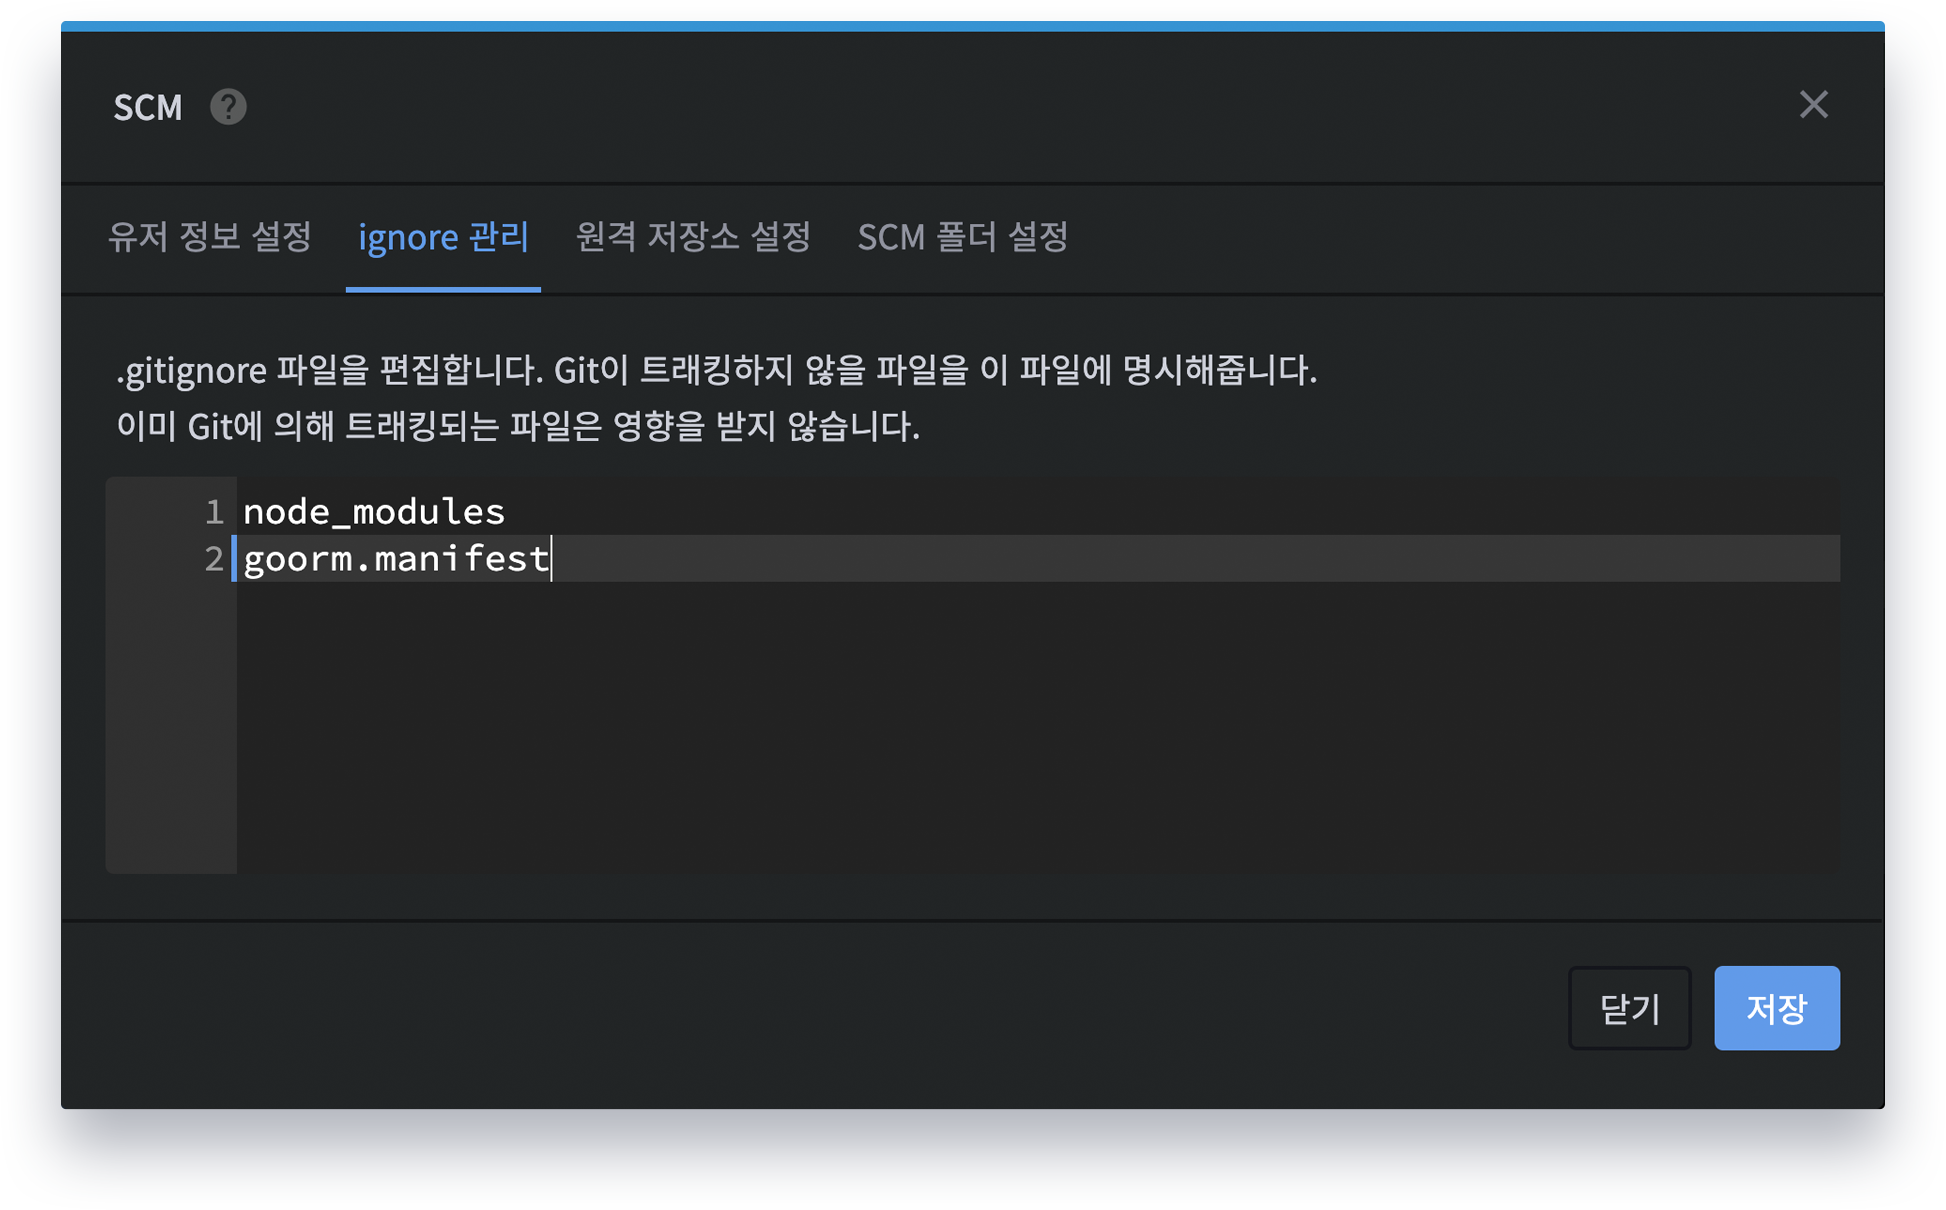 SCM ?
유저 정보 설정 ignore 관리 원격 저장소 설정 SCM 폴더 설정
.gitignore 파일을 편집합니다. Git이 트래킹하지 않을 파일을 이 파일에 명시해줍니다.
이미 Git에 의해 트래킹되는 파일은 영향을 받지 않습니다.
1 node_modules
2 goorm.manifest
닫기 저장